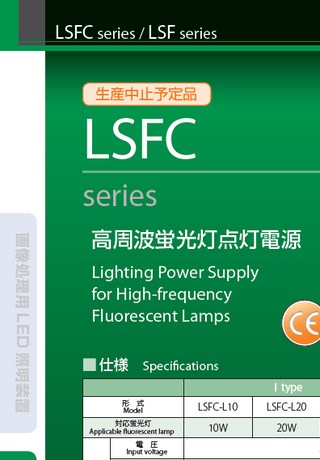 LSFC series / LSF series
生産中止予定品
LSFC
series
高周波蛍光灯点灯電源
Lighting Power Supply
for High-frequency
Fluorescent Lamps
CE
画像処理用LED照明装置
■仕様 Specifications
I type
形 式
Model
LSFC-L10 LSFC-L20
対応蛍光灯
Applicable fluorescent lamp
10W 20W
電 圧
Input voltage